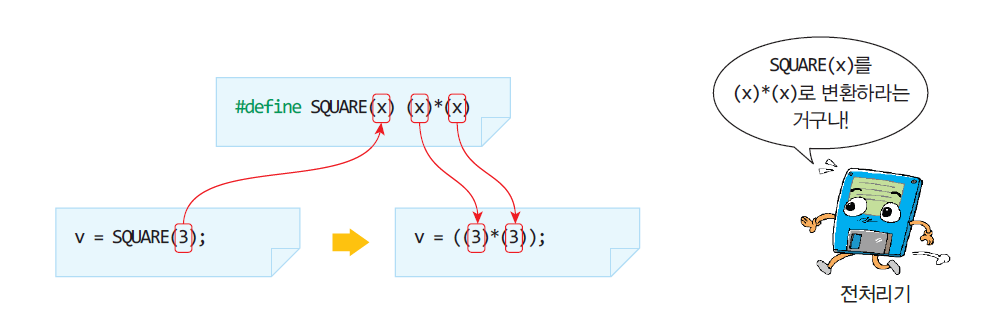 #define SQUARE(x) (x)*(x)
v = SQUARE(3);
v = ((3)*(3));
SQUARE(x)를
(x)*(x)로 변환하라는
거구나!
전처리기